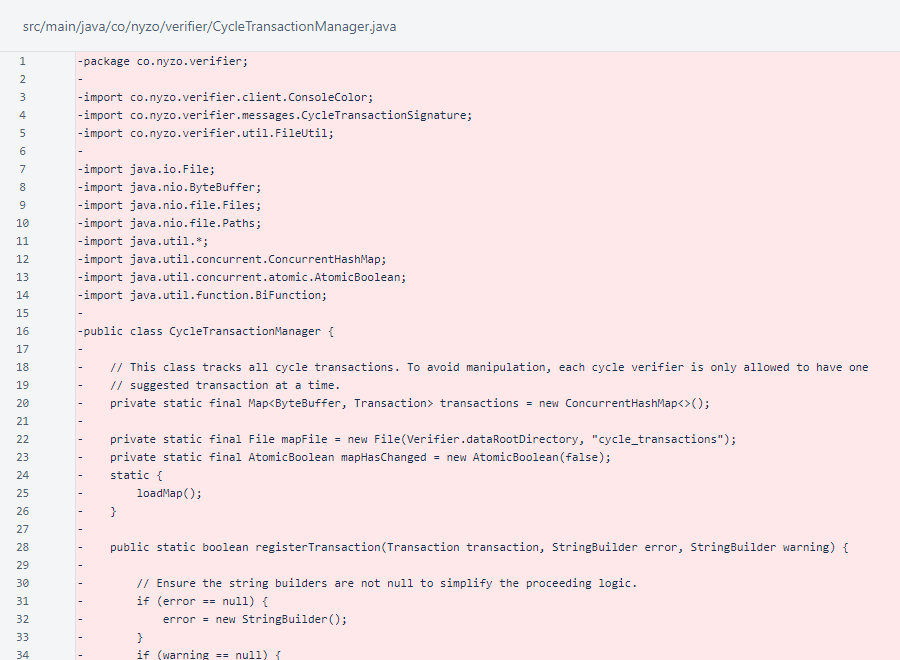 src/main/java/co/nyzo/verifier/CycleTransactionManager.java
1 -package co.nyzo.verifier;
2 -
3 -import co.nyzo.verifier.client.ConsoleColor;
4 -import co.nyzo.verifier.messages.CycleTransactionSignature;
5 -import co.nyzo.verifier.util.FileUtil;
6 -
7 -import java.io.File;
8 -import java.nio.ByteBuffer;
9 -import java.nio.file.Files;
10 -import java.nio.file.Paths;
11 -import java.util.*;
12 -import java.util.concurrent.ConcurrentHashMap;
13 -import java.util.concurrent.atomic.AtomicBoolean;
14 -import java.util.function.BiFunction;
15 -
16 -public class CycleTransactionManager {
17 -
18 -    // This class tracks all cycle transactions. To avoid manipulation, each cycle verifier is only allowed to have one
19 -    // suggested transaction at a time.
20 -    private static final Map<ByteBuffer, Transaction> transactions = new ConcurrentHashMap<>();
21 -
22 -    private static final File mapFile = new File(Verifier.dataRootDirectory, "cycle_transactions");
23 -    private static final AtomicBoolean mapHasChanged = new AtomicBoolean(false);
24 -    static {
25 -        loadMap();
26 -    }
27 -
28 -    public static boolean registerTransaction(Transaction transaction, StringBuilder error, StringBuilder warning) {
29 -
30 -        // Ensure the string builders are not null to simplify the proceeding logic.
31 -        if (error == null) {
32 -            error = new StringBuilder();
33 -        }
34 -        if (warning == null) {